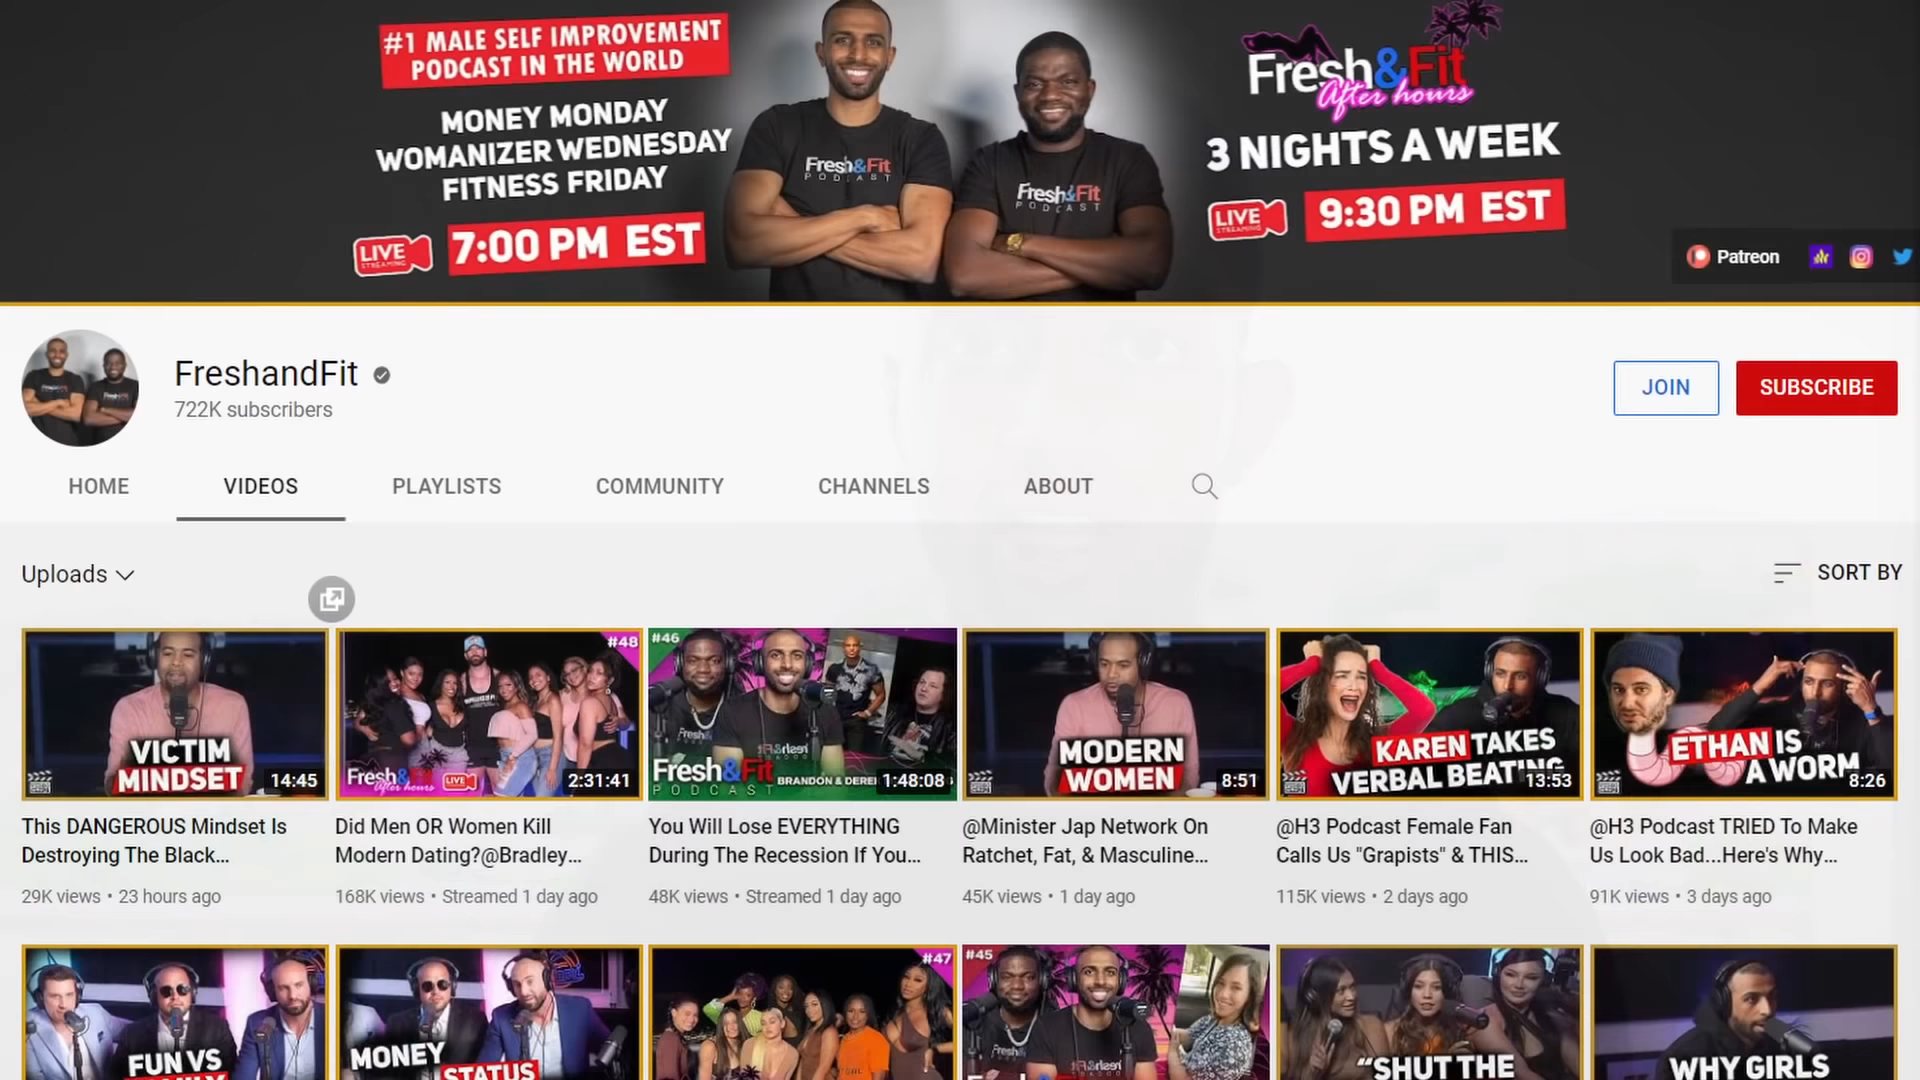 #1 MALE SELF IMPROVEMENT
PODCAST IN THE WORLD
MONEY MONDAY
WOMANIZER WEDNESDAY
FITNESS FRIDAY
LIVE
STREAMING
7:00 PM EST
Fresh&Fit
PODCAST
Fresh&Fit
PODCAST
Fresh&Fit
After hours
3 NIGHTS A WEEK
LIVE
STREAMING
9:30 PM EST
Patreon
FreshandFit
722K subscribers
JOIN
SUBSCRIBE
HOME
VIDEOS
PLAYLISTS
COMMUNITY
CHANNELS
ABOUT
Uploads
SORT BY
VICTIM
MINDSET
14:45
#48
Fresh&Fit
After hours
LIVE
2:31:41
#46
Fresh&Fit
PODCAST
BRANDON & DERE
1:48:08
MODERN
WOMEN
8:51
KAREN TAKES
VERBAL BEATING
13:53
ETHAN IS
A WORM
8:26
This DANGEROUS Mindset Is
Destroying The Black...
29K views • 23 hours ago
Did Men OR Women Kill
Modern Dating?@Bradley...
168K views • Streamed 1 day ago
You Will Lose EVERYTHING
During The Recession If You...
48K views • Streamed 1 day ago
@Minister Jap Network On
Ratchet, Fat, & Masculine...
45K views • 1 day ago
@H3 Podcast Female Fan
Calls Us "Grapists" & THIS...
115K views • 2 days ago
@H3 Podcast TRIED To Make
Us Look Bad...Here's Why...
91K views • 3 days ago
FUN VS
FAMILY
MONEY
STATUS
#47
#45
"SHUT THE
WHY GIRLS